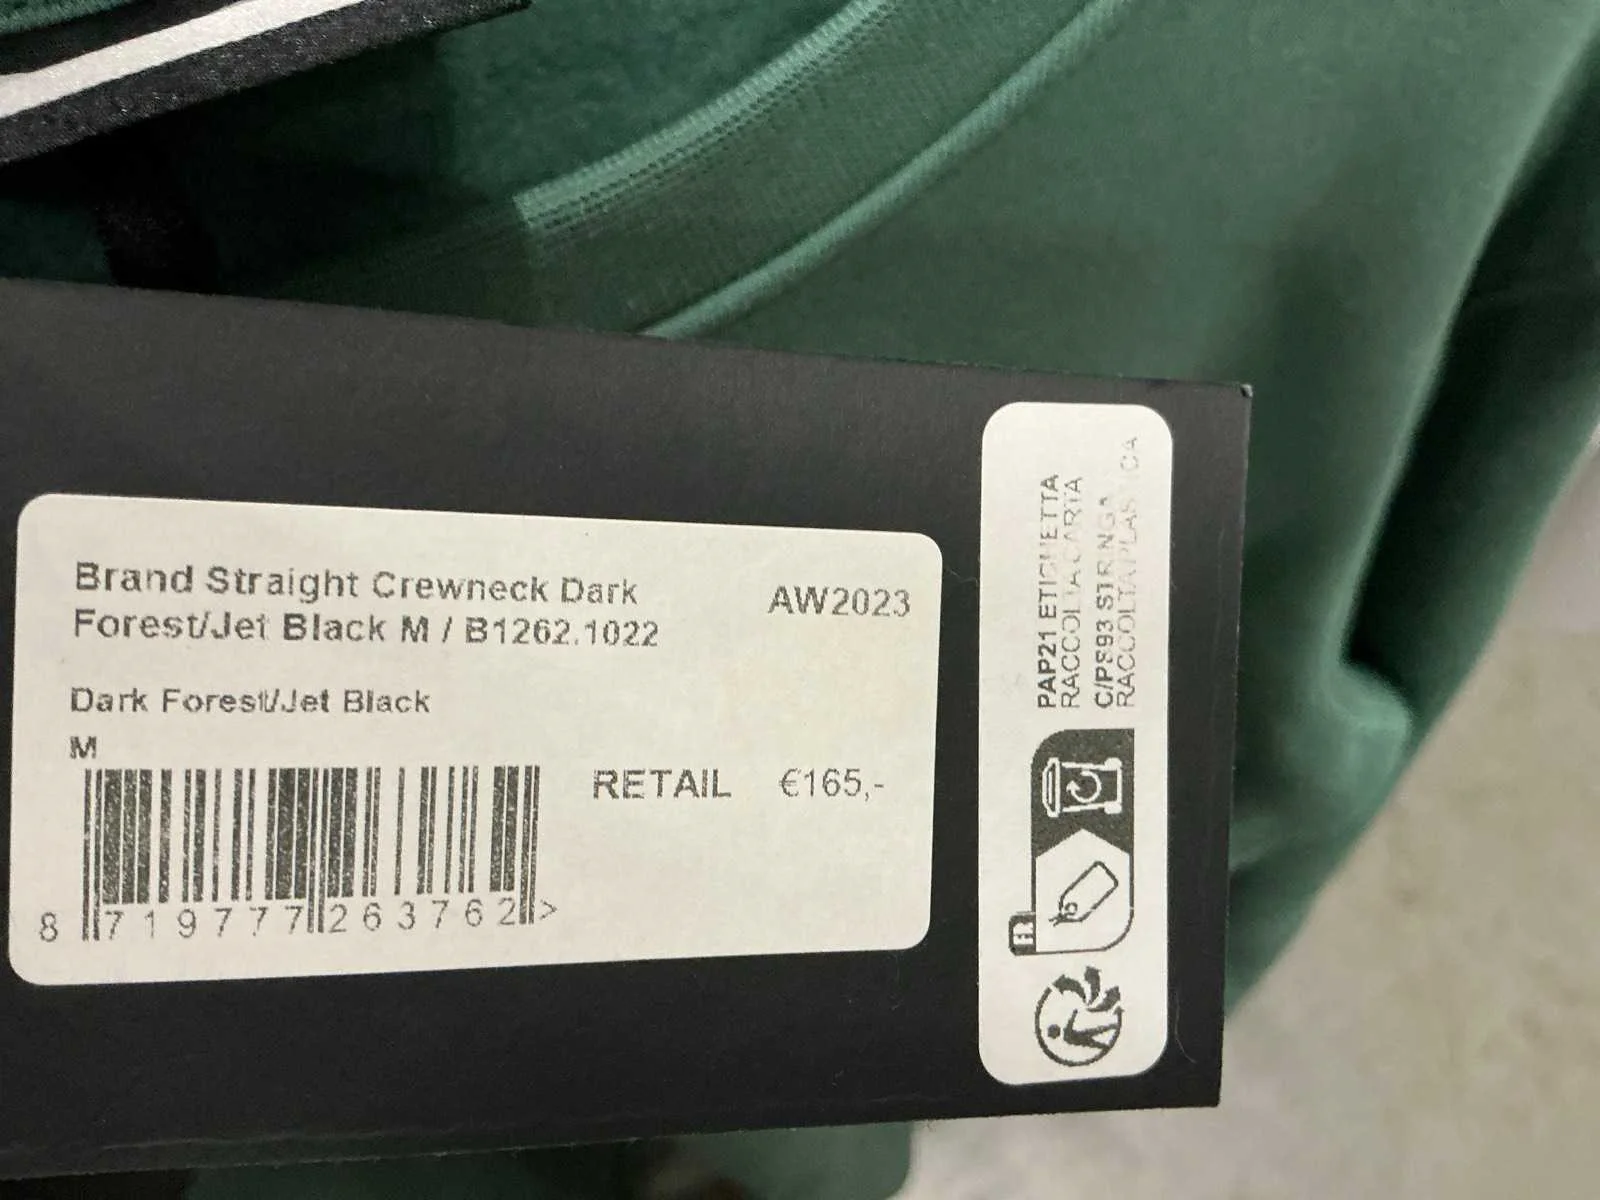 Brand Straight Crewneck Dark
Forest/Jet Black M / B1262.1022
AW2023
Dark Forest/Jet Black
M
RETAIL €165,-
8 719777 263762 >
PAP21 ETICHETTA
RACCOLTA CARTA
C/PS93 STRINGA
RACCOLTA PLASTICA
FR